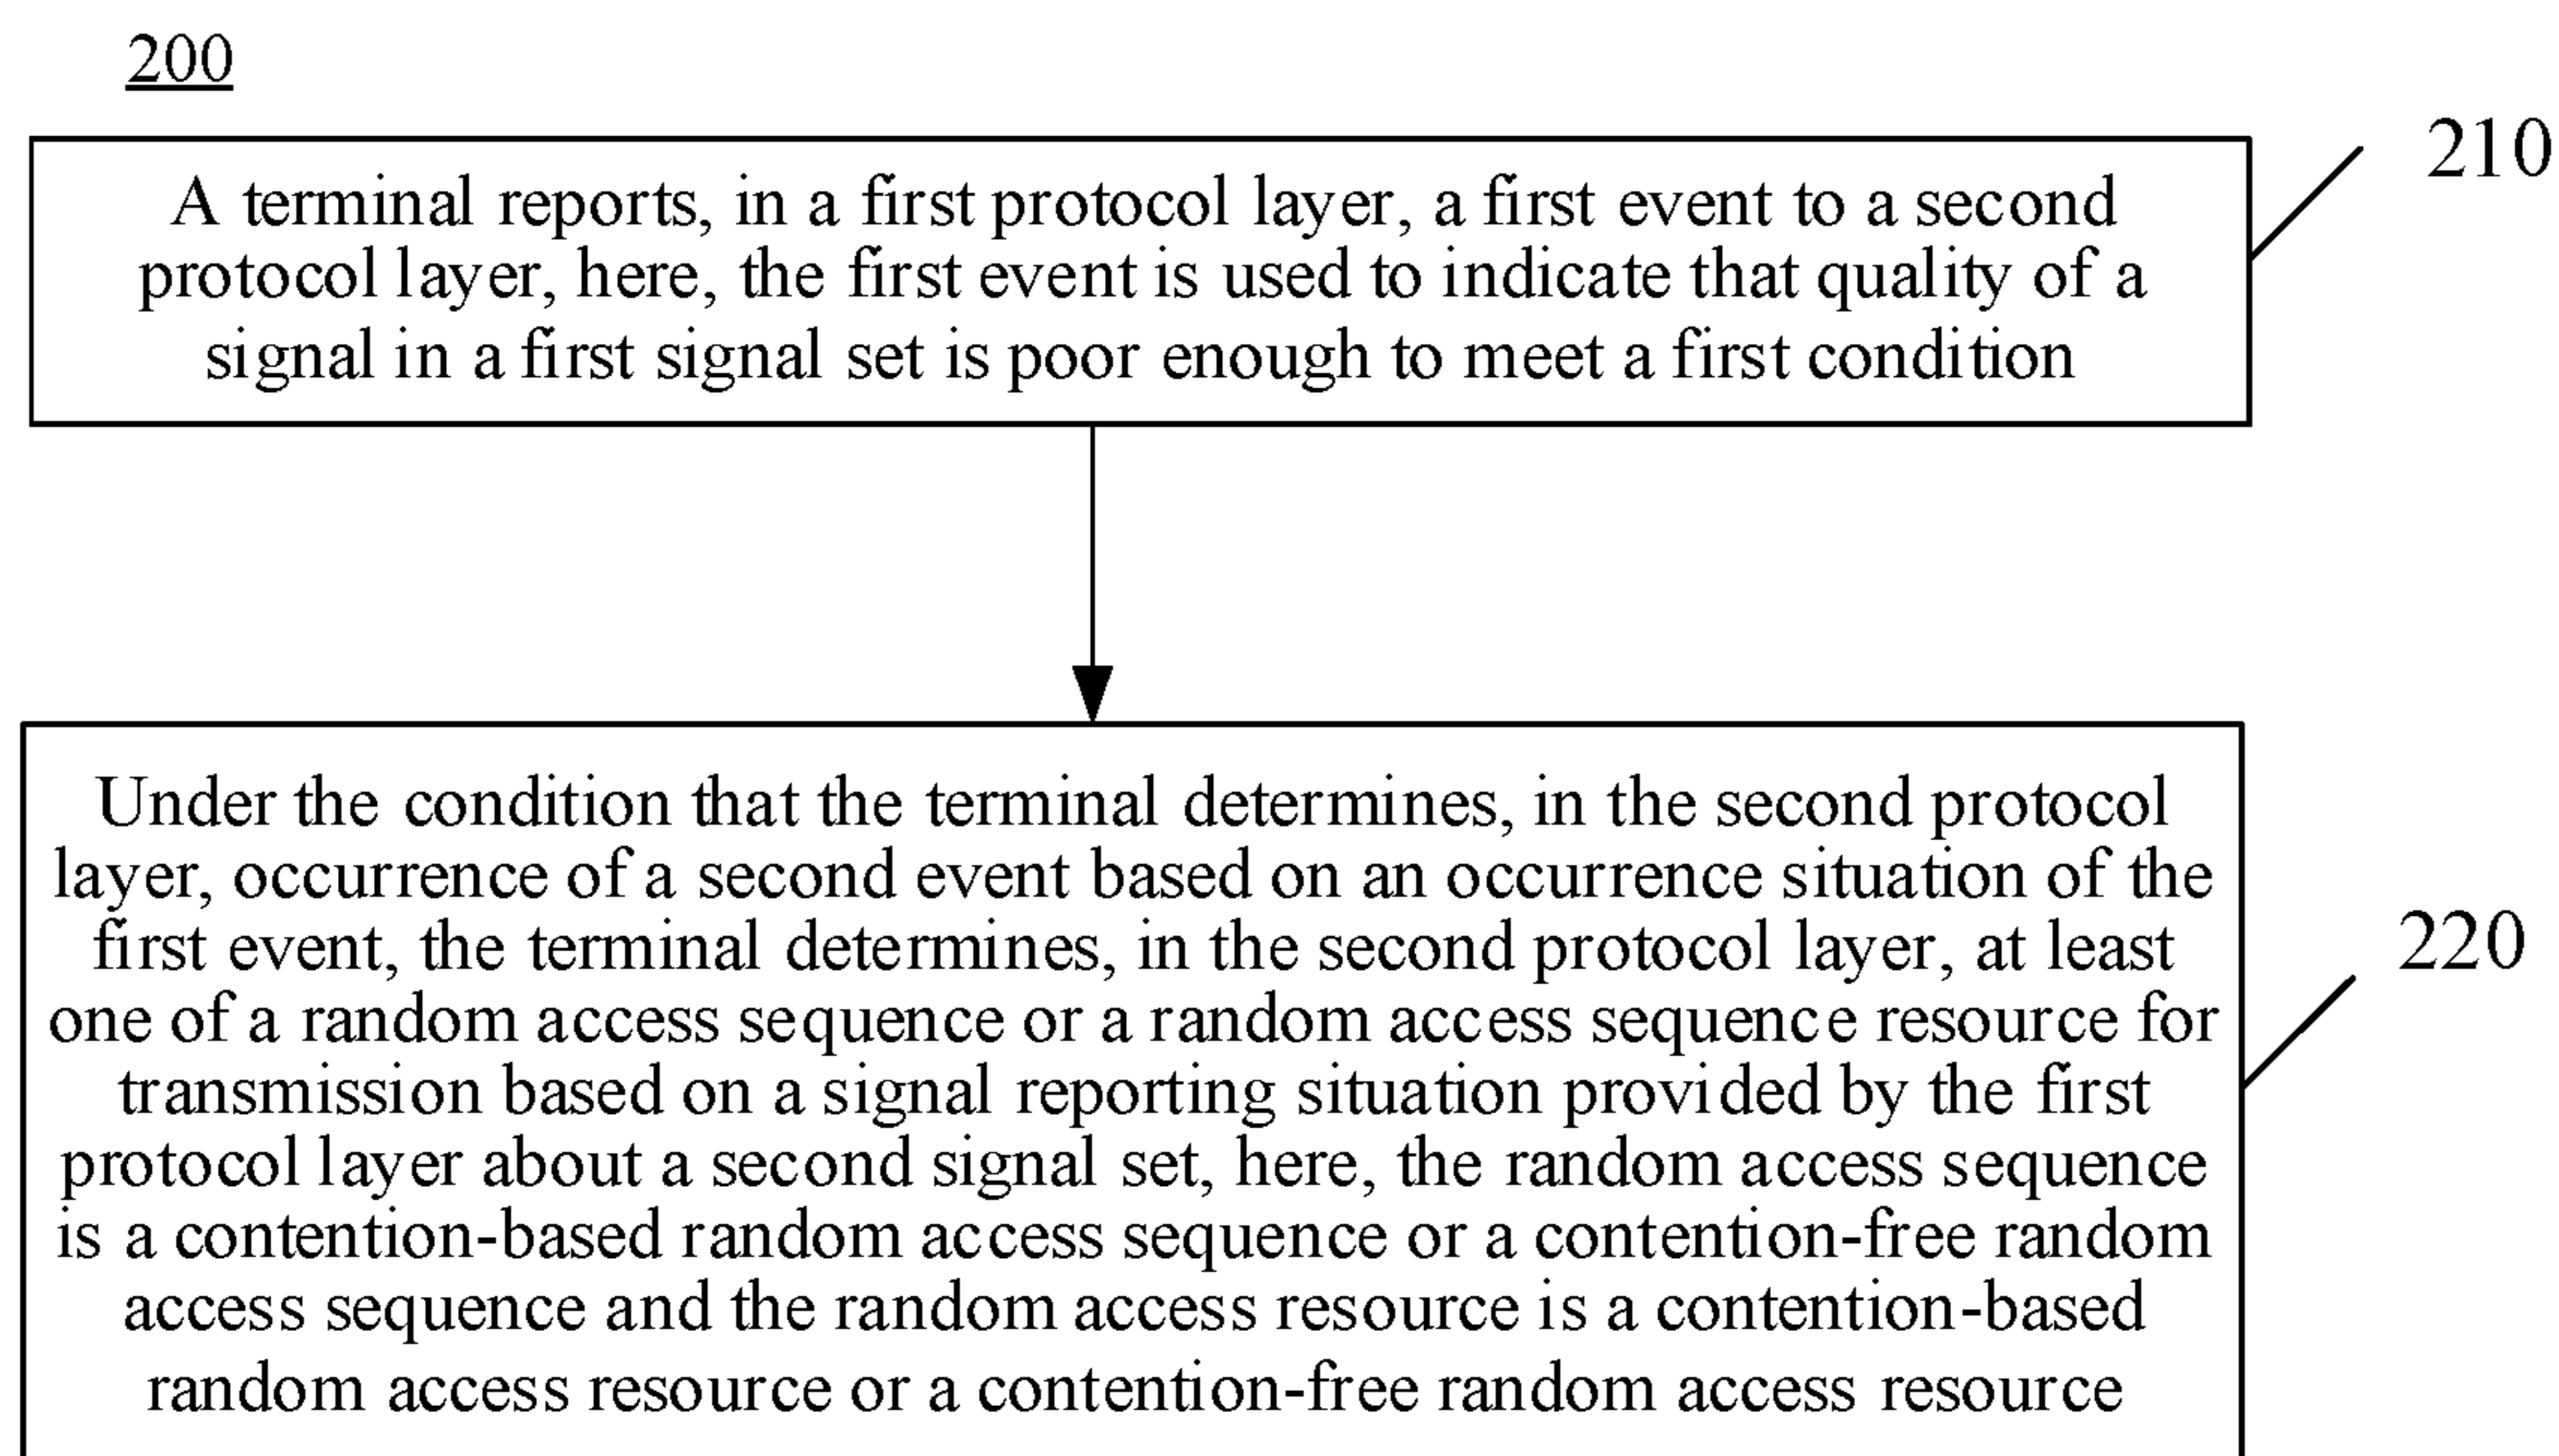 200
210
A terminal reports, in a first protocol layer, a first event to a second
protocol layer, here, the first event is used to indicate that quality of a
signal in a first signal set is poor enough to meet a first condition
Under the condition that the terminal determines, in the second protocol
layer, occurrence of a second event based on an occurrence situation of the
first event, the terminal determines, in the second protocol layer, at least
one of a random access sequence or a random access sequence resource for
transmission based on a signal reporting situation provided by the first
protocol layer about a second signal set, here, the random access sequence
is a contention-based random access sequence or a contention-free random
access sequence and the random access resource is a contention-based
random access resource or a contention-free random access resource
220